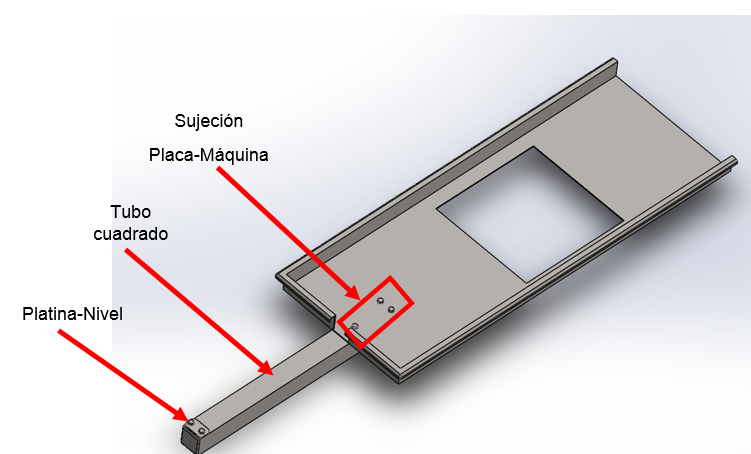 Sujeción
Placa-Máquina
Tubo
cuadrado
Platina-Nivel